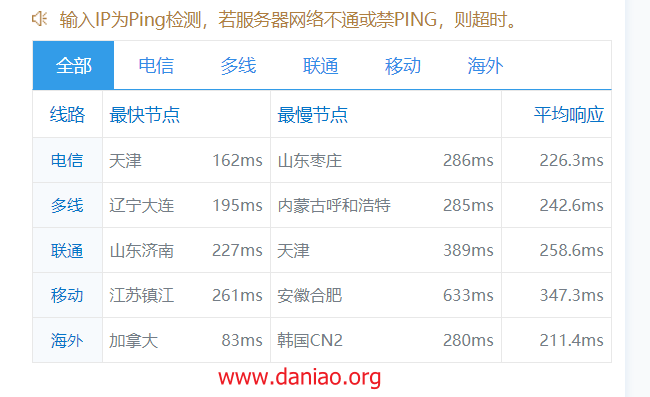 输入IP为Ping检测，若服务器网络不通或禁PING，则超时。
全部 电信 多线 联通 移动 海外
线路 最快节点 最慢节点 平均响应
电信 天津 162ms 山东枣庄 286ms 226.3ms
多线 辽宁大连 195ms 内蒙古呼和浩特 285ms 242.6ms
联通 山东济南 227ms 天津 389ms 258.6ms
移动 江苏镇江 261ms 安徽合肥 633ms 347.3ms
海外 加拿大 83ms 韩国CN2 280ms 211.4ms
www.daniao.org